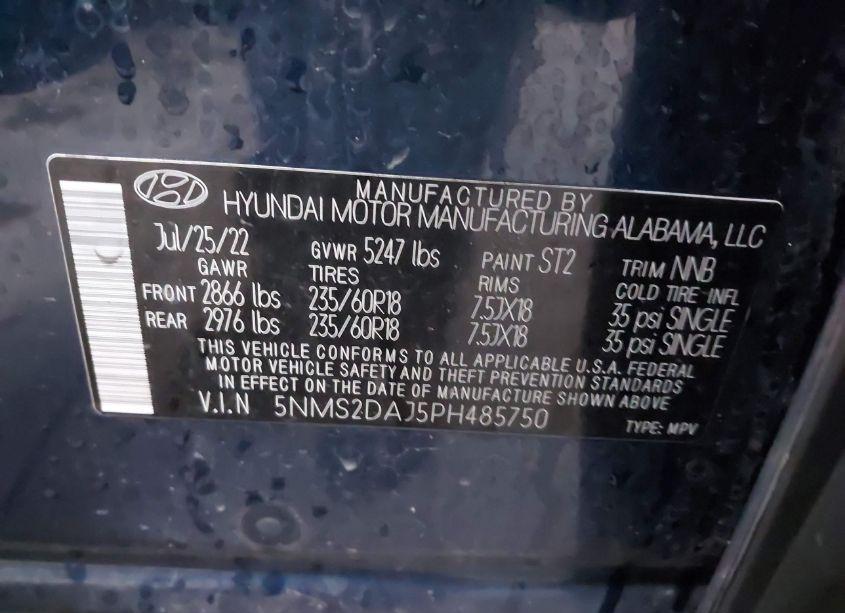 MANUFACTURED BY
HYUNDAI MOTOR MANUFACTURING ALABAMA, LLC
Jul/25/22 GVWR 5247 lbs PAINT ST2 TRIM NNB
GAWR TIRES RIMS COLD TIRE INFL
FRONT 2866 lbs 235/60R18 7.5JX18 35 psi SINGLE
REAR 2976 lbs 235/60R18 7.5JX18 35 psi SINGLE
THIS VEHICLE CONFORMS TO ALL APPLICABLE U.S.A. FEDERAL
MOTOR VEHICLE SAFETY AND THEFT PREVENTION STANDARDS
IN EFFECT ON THE DATE OF MANUFACTURE SHOWN ABOVE
V.I.N 5NMS2DAJ5PH485750 TYPE: MPV